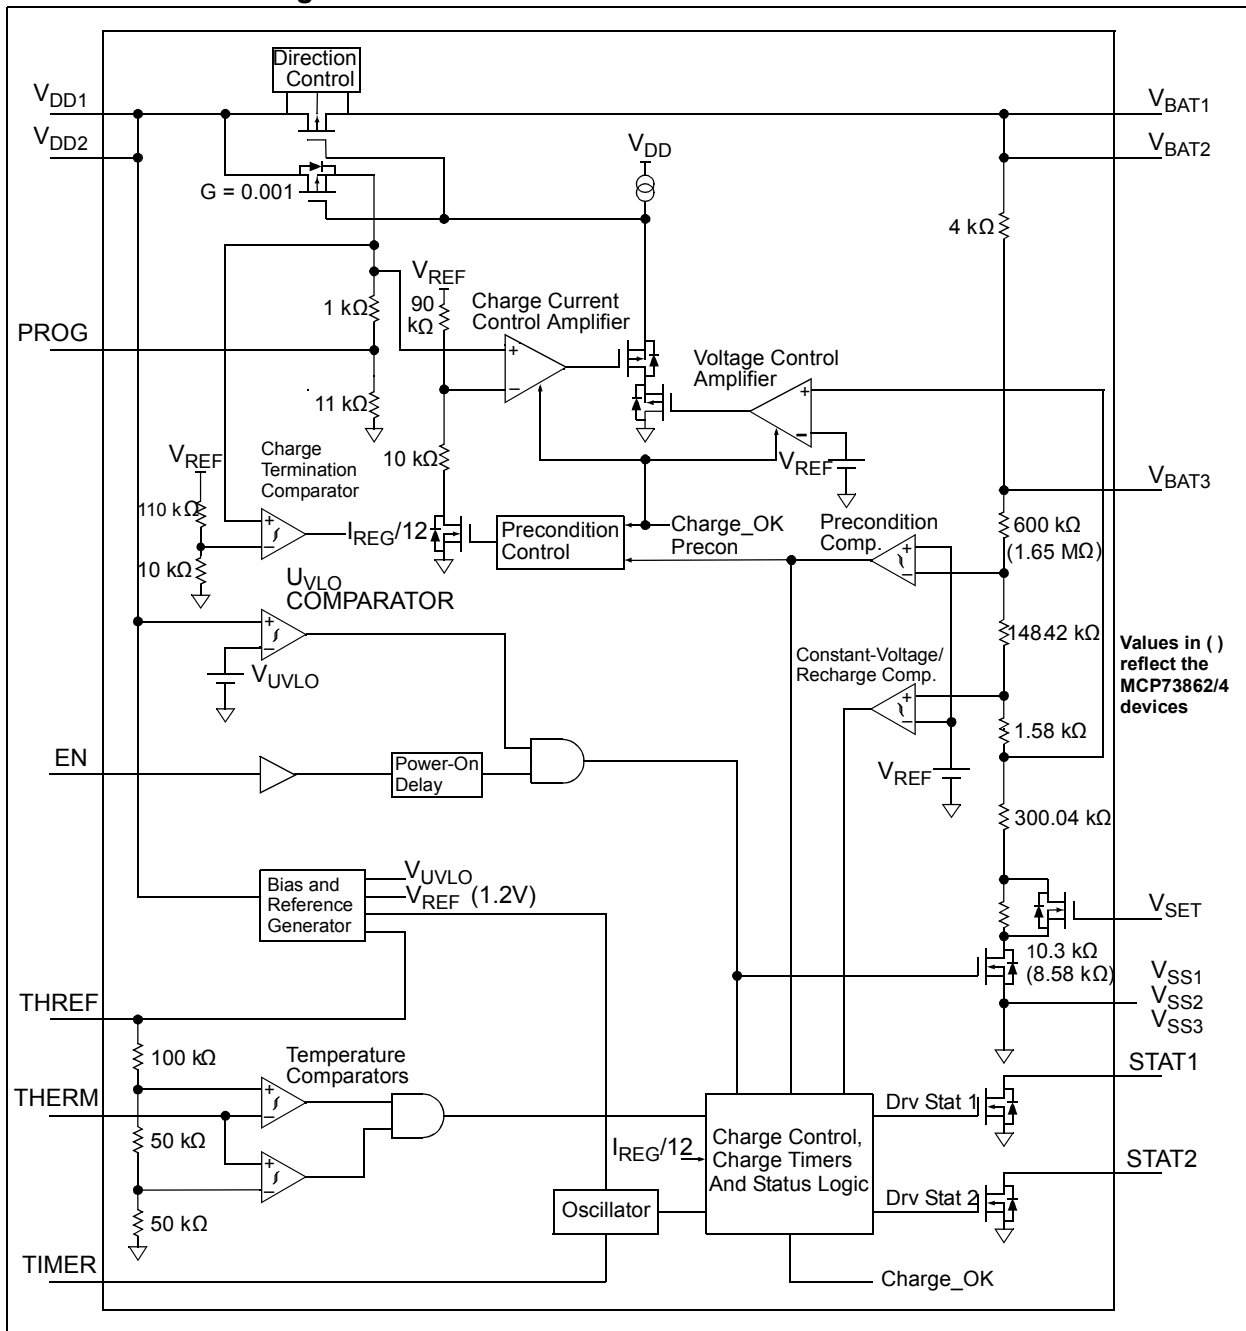 Direction
Control
VDD1
VDD2
VBAT1
VBAT2
VDD
G = 0.001
4 kΩ
VREF
90
kΩ
Charge Current
Control Amplifier
1 kΩ
PROG
Voltage Control
Amplifier
11 kΩ
Charge
Termination
Comparator
VREF
10 kΩ
VREF
VBAT3
110 kΩ
IREG/12
Precondition
Control
Charge_OK
Precon
Precondition
Comp.
600 kΩ
(1.65 MΩ)
10 kΩ
UVLO
COMPARATOR
148.42 kΩ
Values in ( )
reflect the
MCP73862/4
devices
Constant-Voltage/
Recharge Comp.
VUVLO
1.58 kΩ
EN
Power-On
Delay
VREF
300.04 kΩ
Bias and
Reference
Generator
VUVLO
VREF (1.2V)
VSET
10.3 kΩ
(8.58 kΩ)
VSS1
VSS2
VSS3
THREF
100 kΩ
Temperature
Comparators
STAT1
THERM
Drv Stat 1
50 kΩ
IREG/12
Charge Control,
Charge Timers
And Status Logic
STAT2
Drv Stat 2
50 kΩ
Oscillator
TIMER
Charge_OK